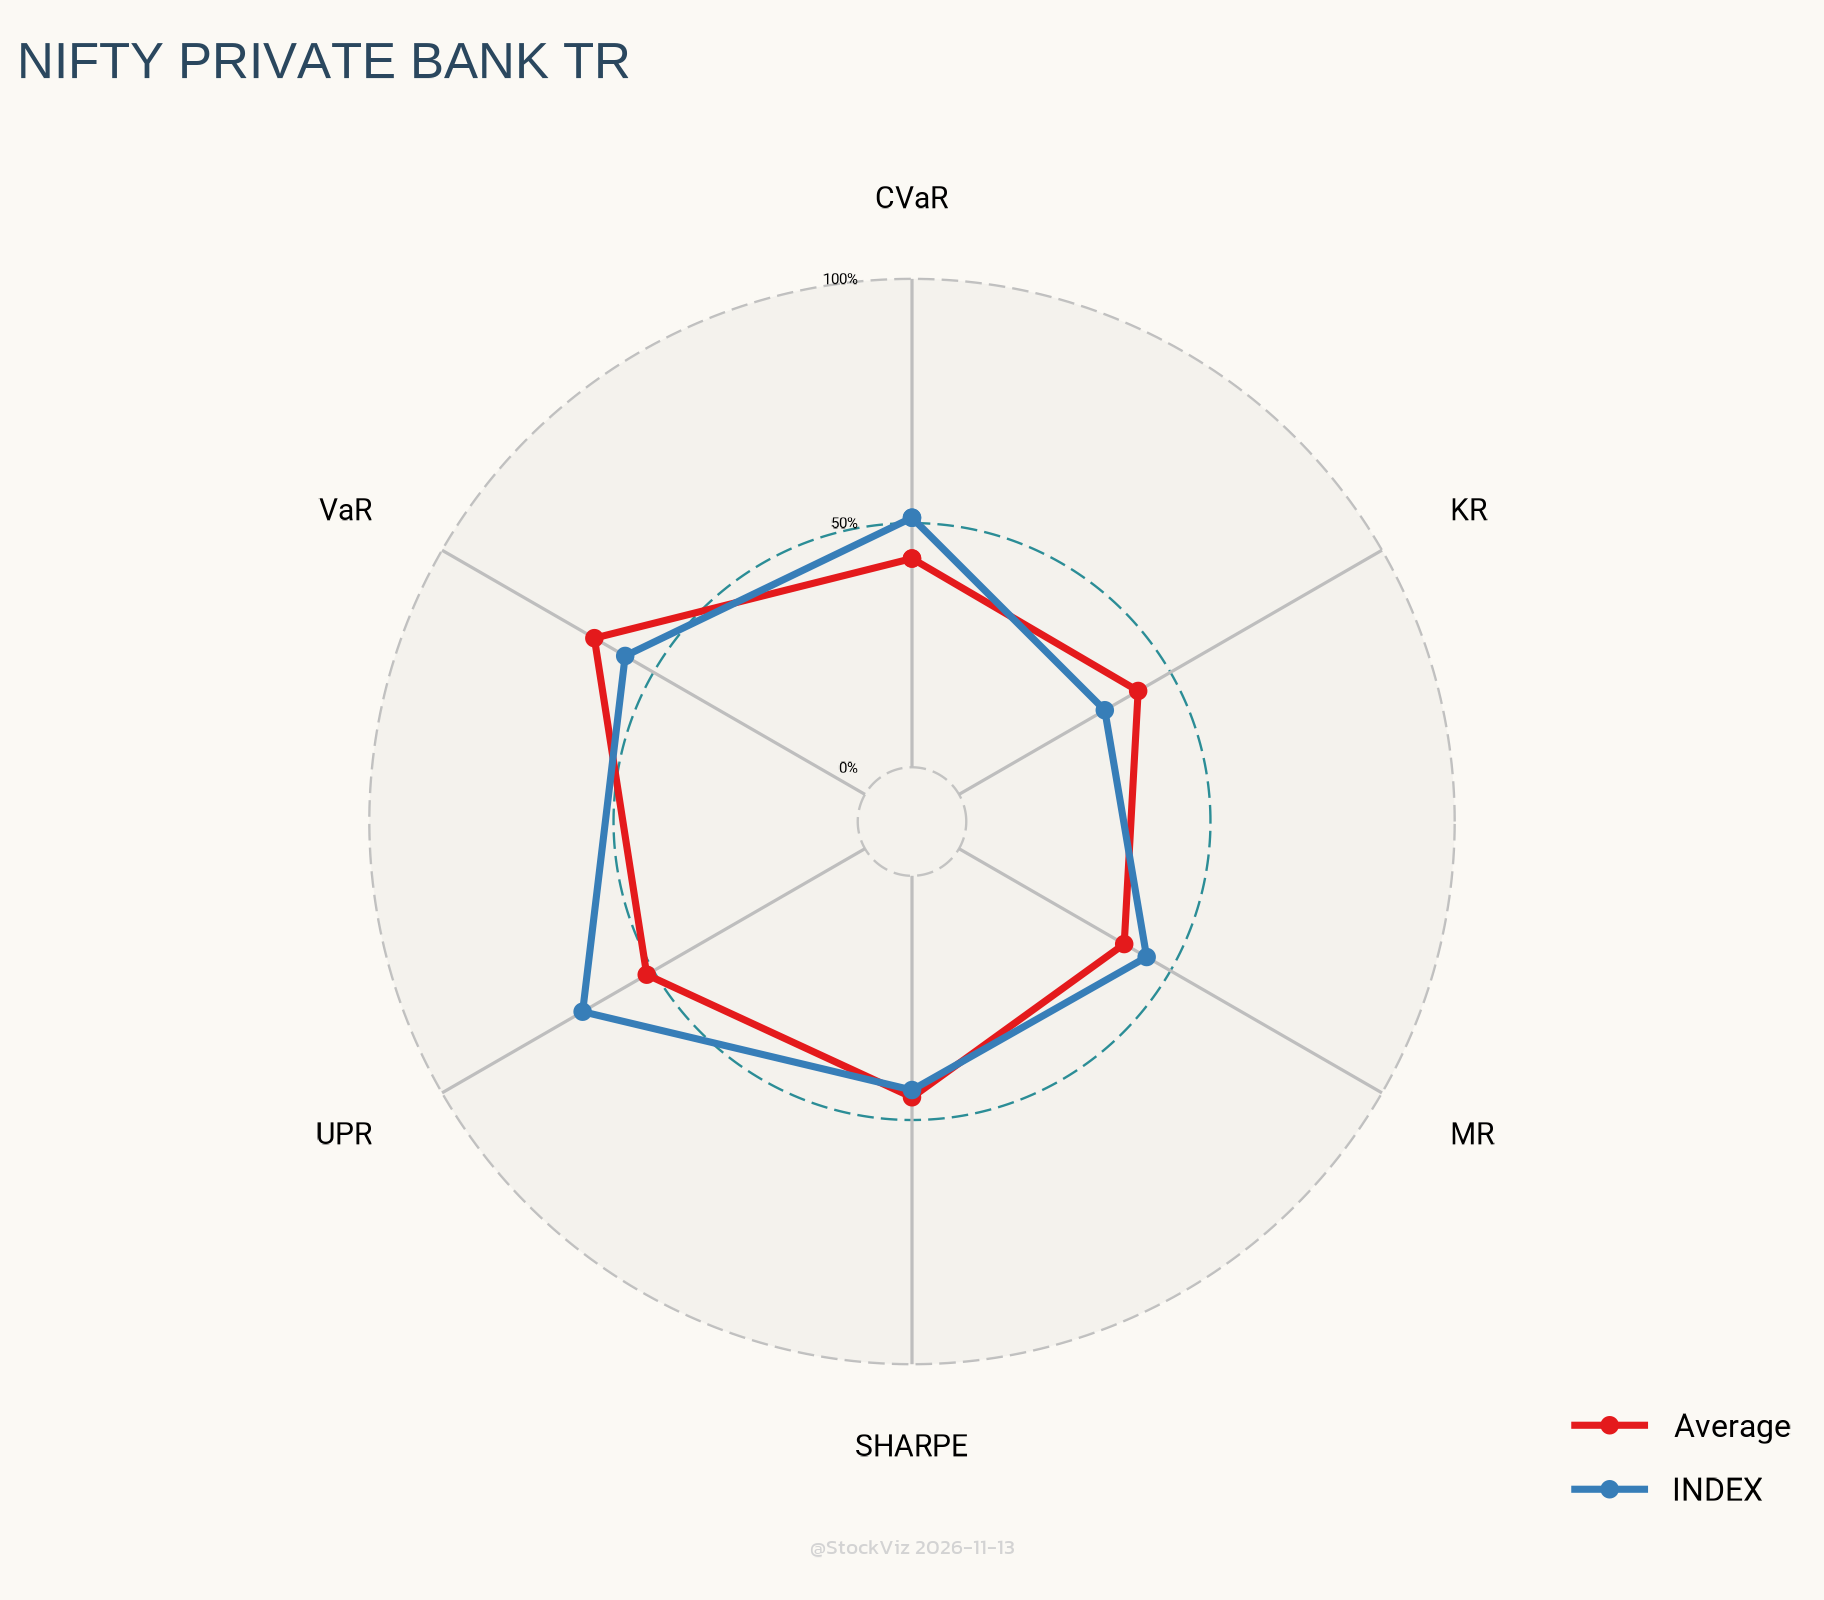 NIFTY PRIVATE BANK TR
CVaR
100%
KR
VaR
50%
0%
UPR
MR
SHARPE
Average
INDEX
@StockViz 2026-11-13